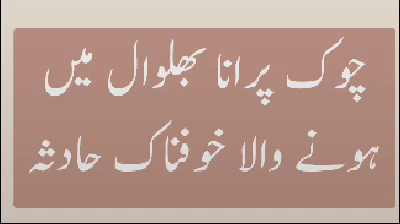 چوک پرانا بھلوال میں
ہونے والا خوفناک حادثہ